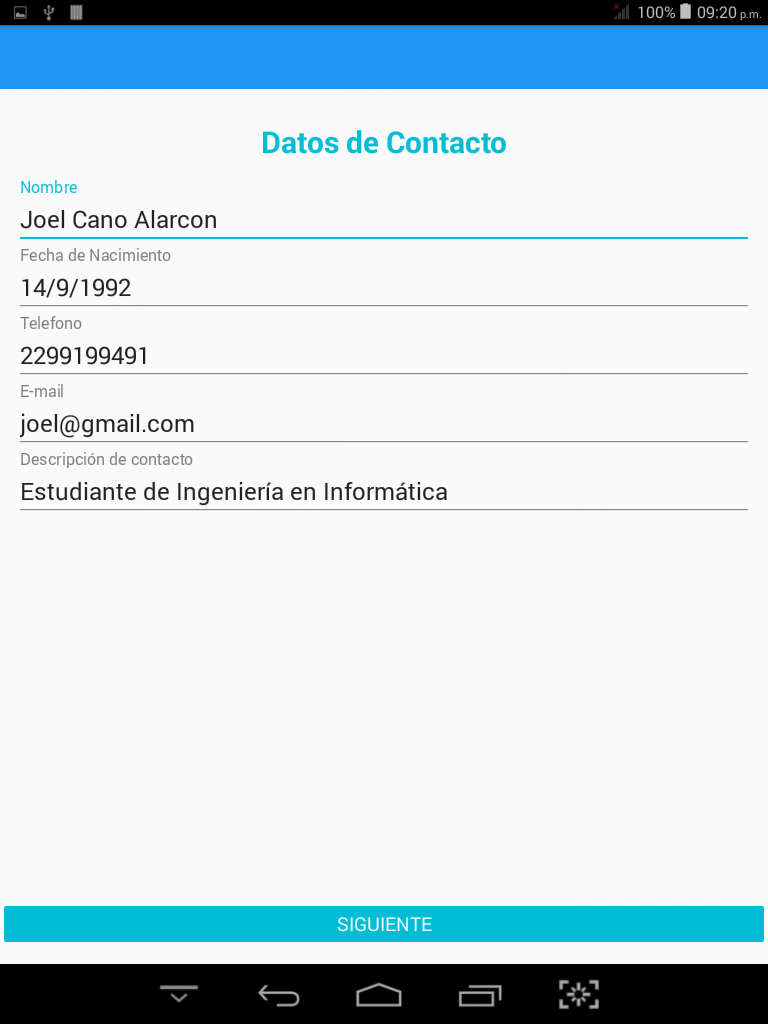 100% 09:20 p.m.
Datos de Contacto
Nombre
Joel Cano Alarcon
Fecha de Nacimiento
14/9/1992
Telefono
2299199491
E-mail
joel@gmail.com
Descripción de contacto
Estudiante de Ingeniería en Informática
SIGUIENTE